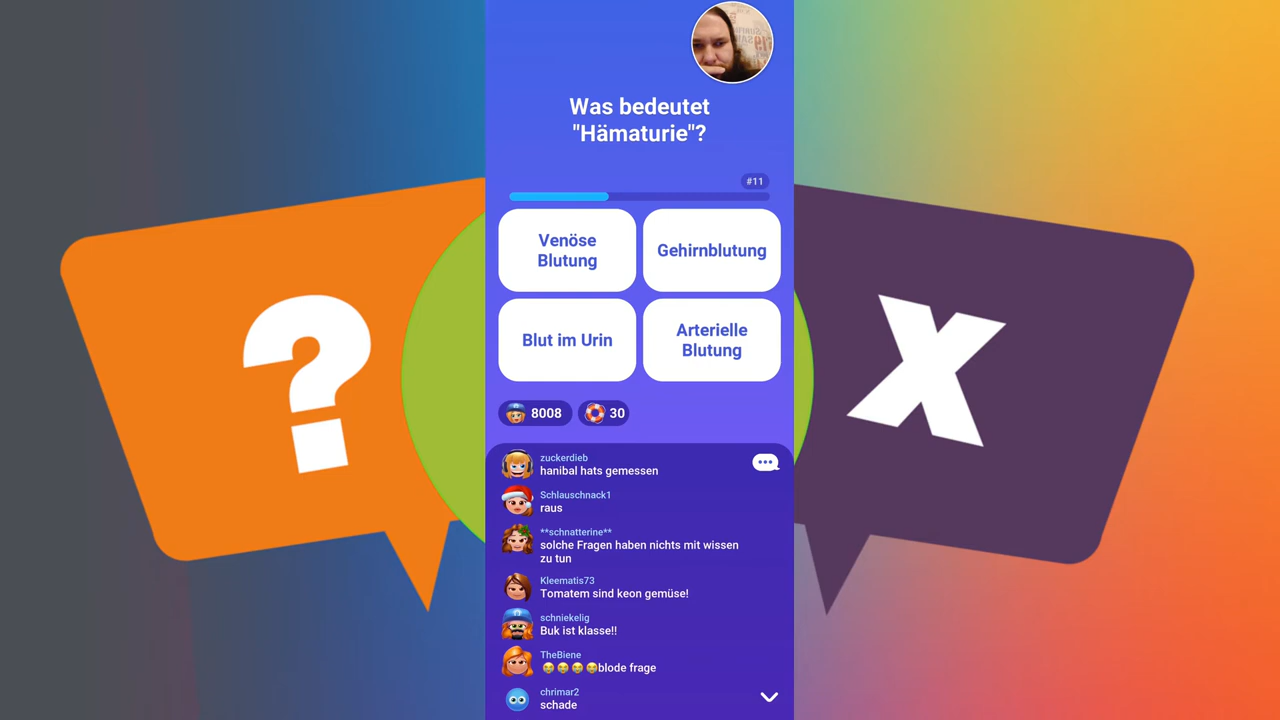 ?
X
Was bedeutet
"Hämaturie"?
#11
Venöse
Blutung
Gehirnblutung
Blut im Urin
Arterielle
Blutung
8008
30
zuckerdieb
hanibal hats gemessen
Schlauschnack1
raus
**schnatterine**
solche Fragen haben nichts mit wissen
zu tun
Kleematis73
Tomatem sind keon gemüse!
schniekelig
Buk ist klasse!!
TheBiene
😭😭😭😭blode frage
chrimar2
schade